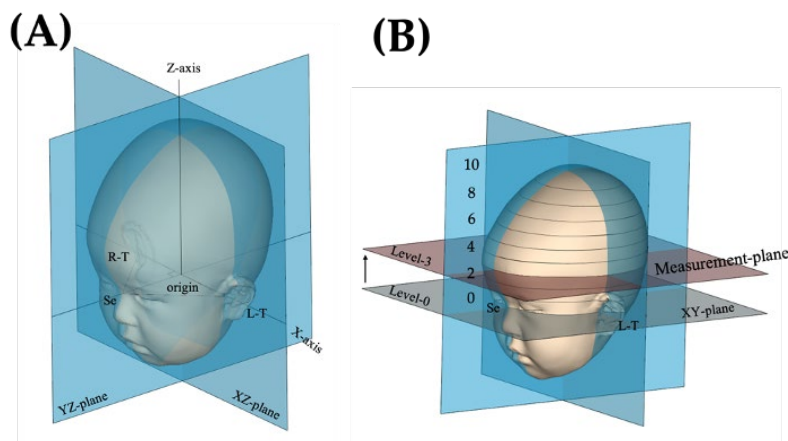 (A)
Z-axis
R-T
Se
origin
L-T
X-axis
YZ-plane
XZ-plane
(B)
10
8
6
4
2
0
Level-3
Measurement-plane
Level-0
Se
L-T
XY-plane